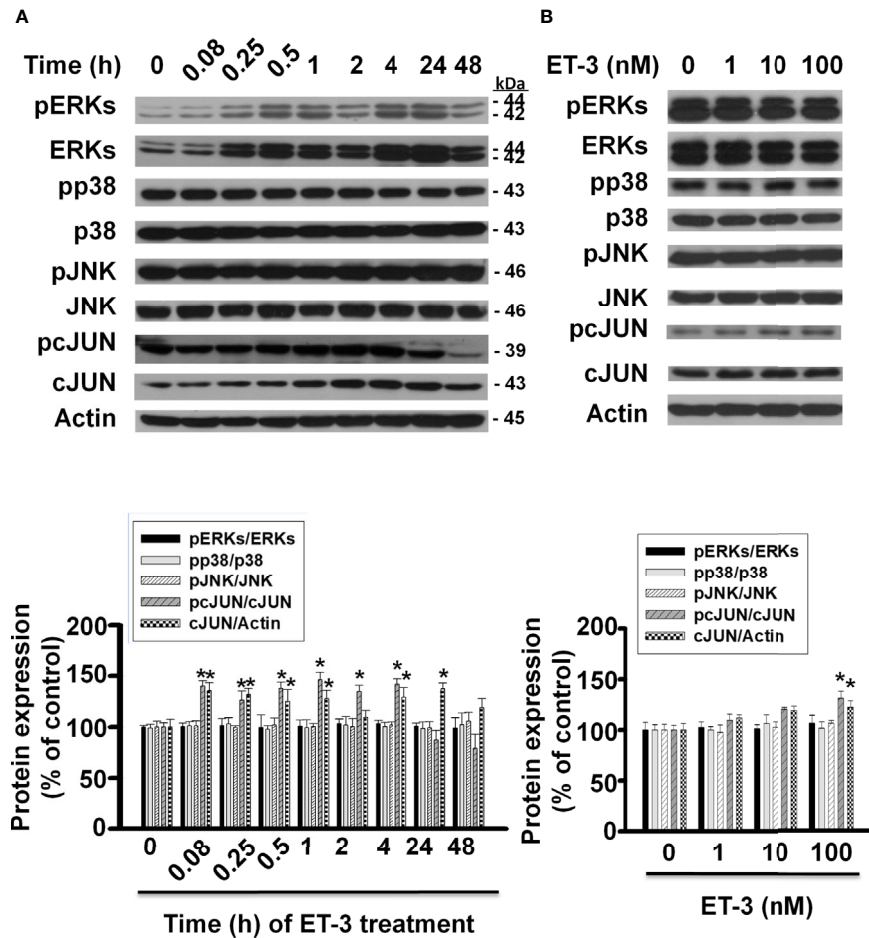 A
Time (h) 0 0.08 0.25 0.5 1 2 4 24 48
kDa
pERKs - 44
- 42
ERKs - 44
- 42
pp38 - 43
p38 - 43
pJNK - 46
JNK - 46
pcJUN - 39
cJUN - 43
Actin - 45
B
ET-3 (nM) 0 1 10 100
pERKs
ERKs
pp38
p38
pJNK
JNK
pcJUN
cJUN
Actin
pERKs/ERKs
pp38/p38
pJNK/JNK
pcJUN/cJUN
cJUN/Actin
Protein expression
(% of control)
200
150
100
50
0
* * * * * * * * * * * *
0 0.08 0.25 0.5 1 2 4 24 48
Time (h) of ET-3 treatment
pERKs/ERKs
pp38/p38
pJNK/JNK
pcJUN/cJUN
cJUN/Actin
Protein expression
(% of control)
200
150
100
50
0
* *
0 1 10 100
ET-3 (nM)